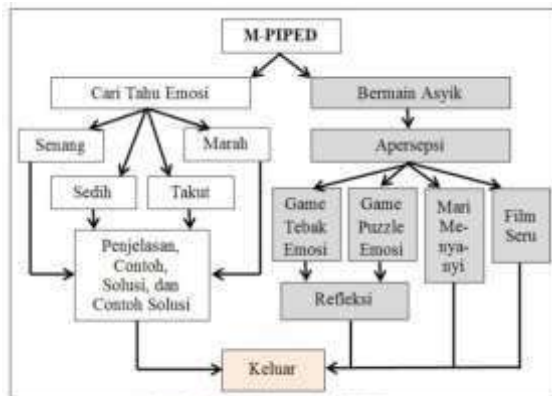 M-PIPED
Cari Tahu Emosi
Bermain Asyik
Senang
Marah
Apersepsi
Sedih
Takut
Game
Tebak
Emosi
Game
Puzzle
Emosi
Mari
Me-
nya-
nyi
Film
Seru
Penjelasan,
Contoh,
Solusi, dan
Contoh Solusi
Refleksi
Keluar